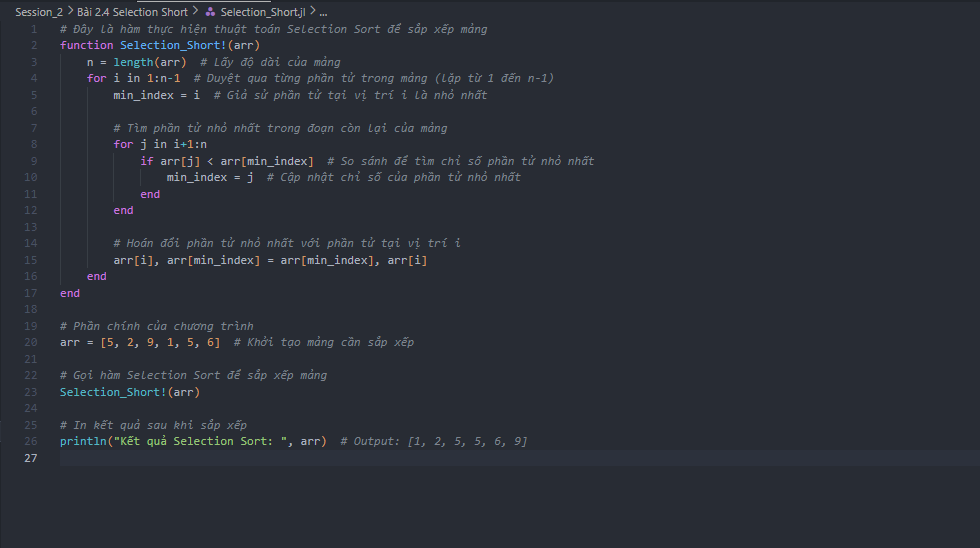 Session_2 > Bài 2.4 Selection Short > Selection_Short.jl > ...
1 # Đây là hàm thực hiện thuật toán Selection Sort để sắp xếp mảng
2 function Selection_Short!(arr)
3 n = length(arr) # Lấy độ dài của mảng
4 for i in 1:n-1 # Duyệt qua từng phần tử trong mảng (lặp từ 1 đến n-1)
5 min_index = i # Giả sử phần tử tại vị trí i là nhỏ nhất
6
7 # Tìm phần tử nhỏ nhất trong đoạn còn lại của mảng
8 for j in i+1:n
9 if arr[j] < arr[min_index] # So sánh để tìm chỉ số phần tử nhỏ nhất
10 min_index = j # Cập nhật chỉ số của phần tử nhỏ nhất
11 end
12 end
13
14 # Hoán đổi phần tử nhỏ nhất với phần tử tại vị trí i
15 arr[i], arr[min_index] = arr[min_index], arr[i]
16 end
17 end
18
19 # Phần chính của chương trình
20 arr = [5, 2, 9, 1, 5, 6] # Khởi tạo mảng cần sắp xếp
21
22 # Gọi hàm Selection Sort để sắp xếp mảng
23 Selection_Short!(arr)
24
25 # In kết quả sau khi sắp xếp
26 println("Kết quả Selection Sort: ", arr) # Output: [1, 2, 5, 5, 6, 9]
27